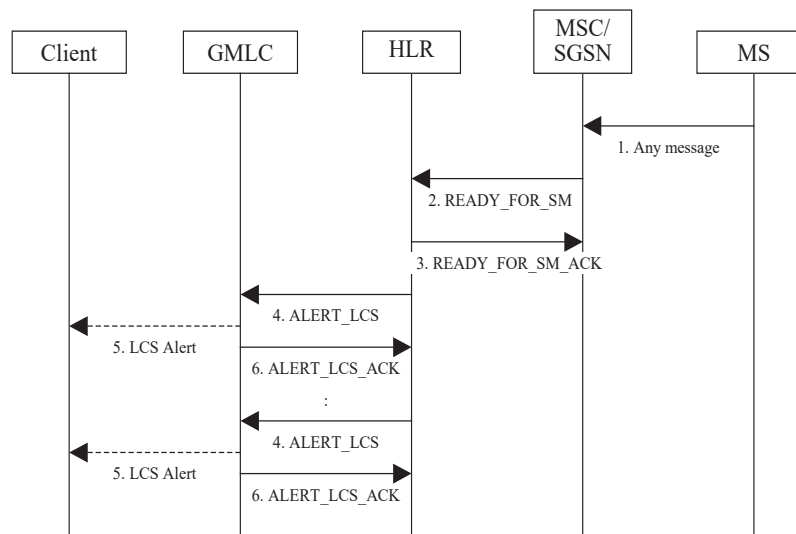 Client
GMLC
HLR
MSC/
SGSN
MS
1. Any message
2. READY_FOR_SM
3. READY_FOR_SM_ACK
4. ALERT_LCS
5. LCS Alert
6. ALERT_LCS_ACK
:
4. ALERT_LCS
5. LCS Alert
6. ALERT_LCS_ACK